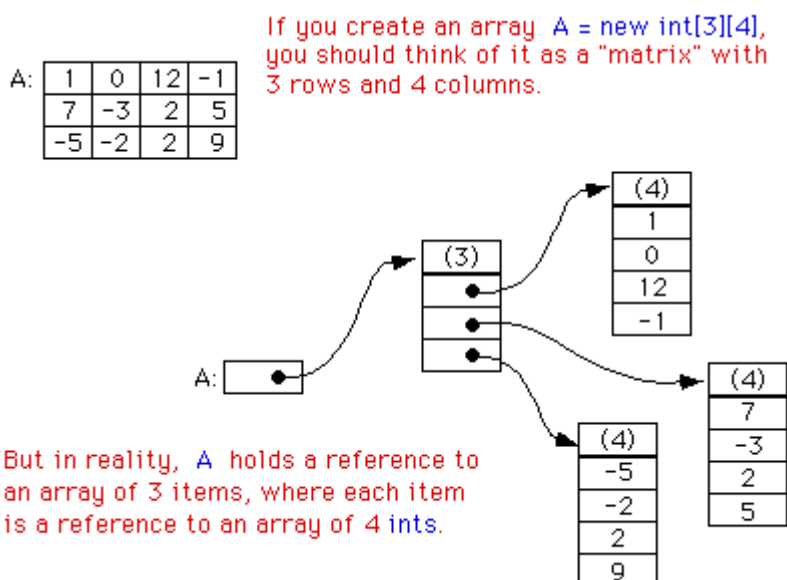 If you create an array A = new int[3][4],
you should think of it as a "matrix" with
3 rows and 4 columns.
A:
1 0 12 -1
7 -3 2 5
-5 -2 2 9
(4)
1
0
12
-1
(3)
A:
(4)
7
-3
2
5
(4)
-5
-2
2
9
But in reality, A holds a reference to
an array of 3 items, where each item
is a reference to an array of 4 ints.